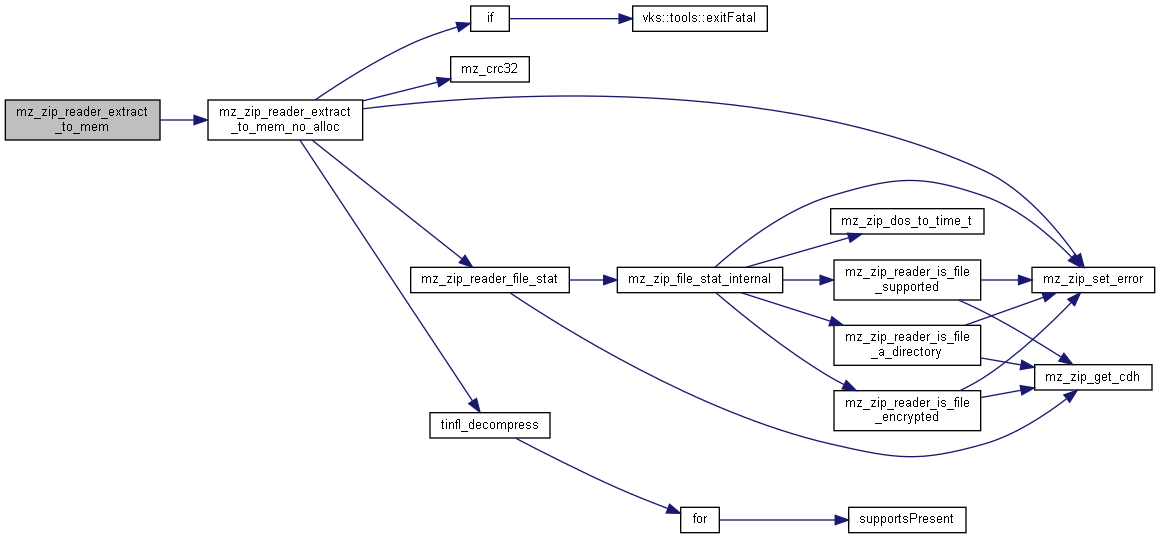 if
vks::tools::exitFatal
mz_crc32
mz_zip_reader_extract
_to_mem
mz_zip_reader_extract
_to_mem_no_alloc
mz_zip_dos_to_time_t
mz_zip_reader_file_stat
mz_zip_file_stat_internal
mz_zip_reader_is_file
_supported
mz_zip_set_error
mz_zip_reader_is_file
_a_directory
mz_zip_get_cdh
mz_zip_reader_is_file
_encrypted
tinfl_decompress
for
supportsPresent